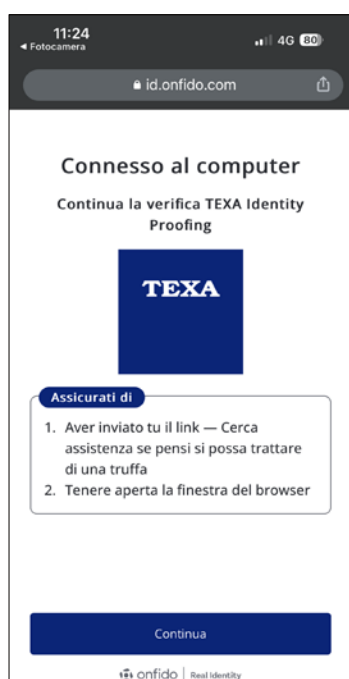 11:24
◀ Fotocamera
4G 80
id.onfido.com
Connesso al computer
Continua la verifica TEXA Identity
Proofing
TEXA
Assicurati di
1. Aver inviato tu il link — Cerca
assistenza se pensi si possa trattare
di una truffa
2. Tenere aperta la finestra del browser
Continua
onfido | Real Identity